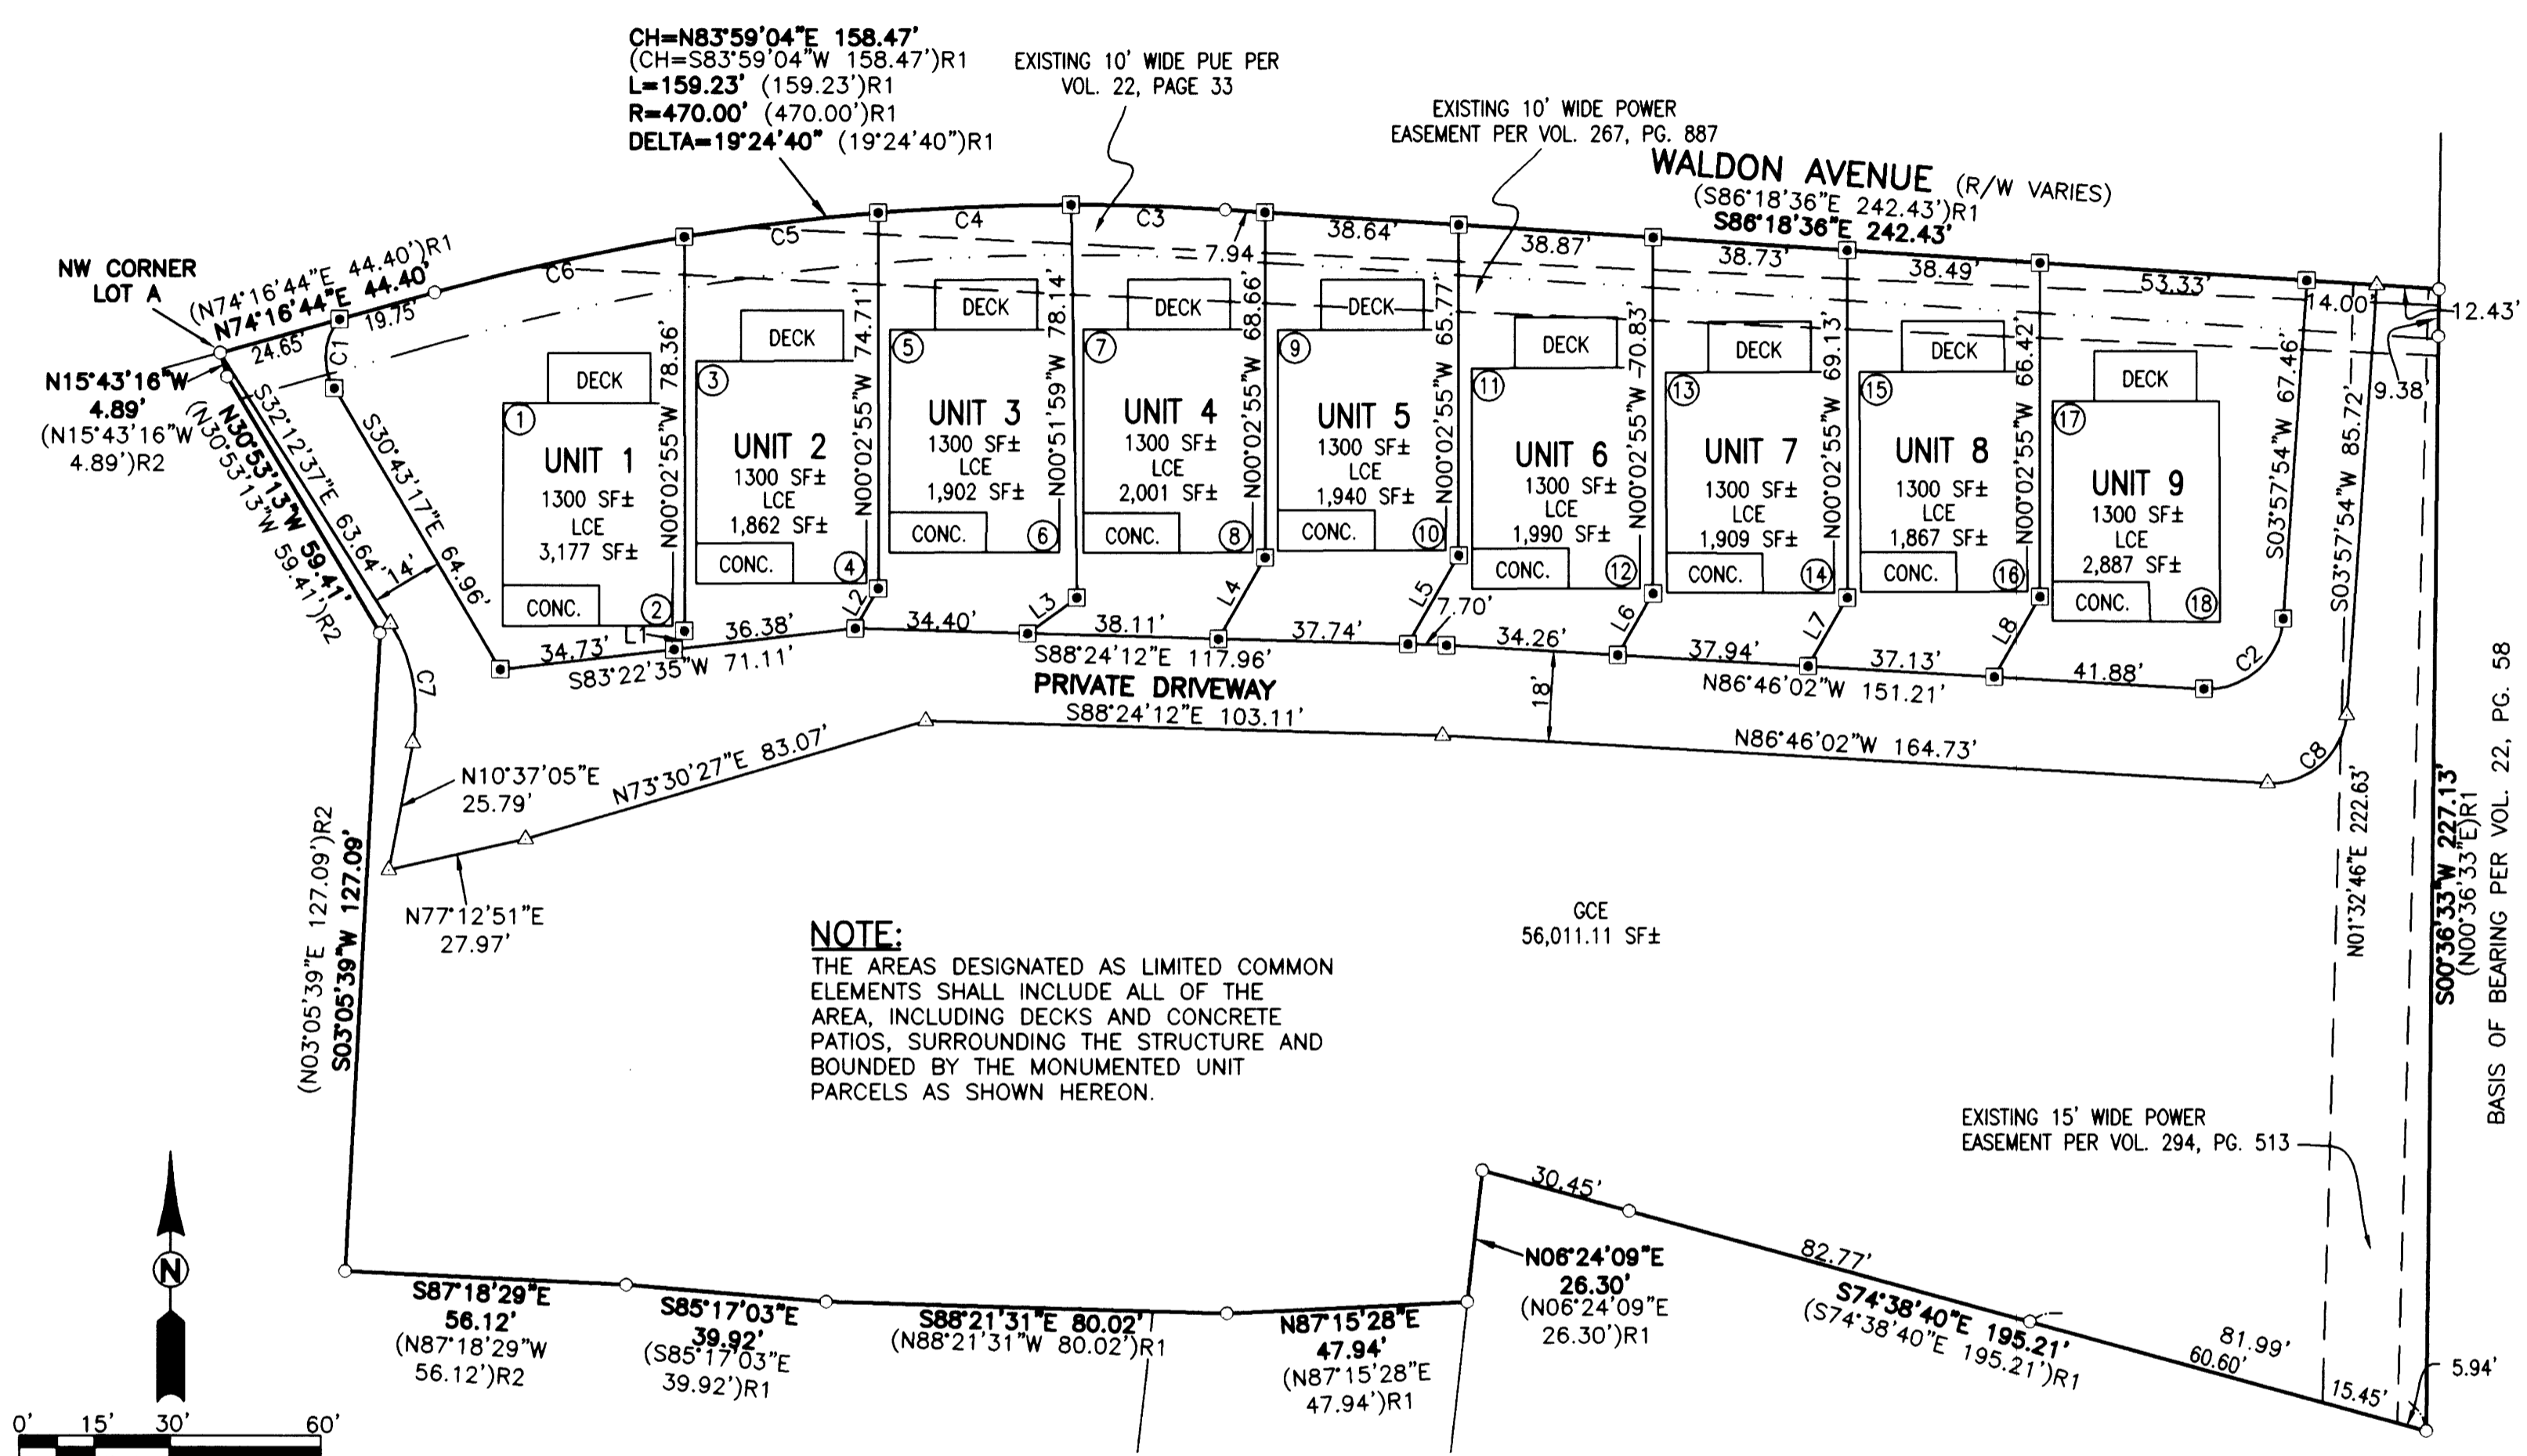 CH=N83°59'04"E 158.47'
(CH=S83°59'04"W 158.47')R1
L=159.23' (159.23')R1
R=470.00' (470.00')R1
DELTA=19°24'40" (19°24'40")R1
EXISTING 10' WIDE PUE PER
VOL. 22, PAGE 33
EXISTING 10' WIDE POWER
EASEMENT PER VOL. 267, PG. 887
WALDON AVENUE (R/W VARIES)
(S86°18'36"E 242.43')R1
S86°18'36"E 242.43'
NW CORNER
LOT A
(N74°16'44"E 44.40')R1
N74°16'44"E 44.40'
24.65'
19.75'
C1
C6
C5
C4
C3
7.94
38.64'
38.87'
38.73'
38.49'
53.33'
14.00'
12.43'
9.38'
N15°43'16"W
4.89'
(N15°43'16"W
4.89')R2
N30°53'13"W 59.41'
(N30°53'13"W 59.41')R2
S32°12'37"E 63.64'
14'
S30°43'17"E 64.96'
DECK
1
UNIT 1
1300 SF±
LCE
3,177 SF±
CONC.
2
N00°02'55"W 78.36'
DECK
3
UNIT 2
1300 SF±
LCE
1,862 SF±
CONC.
4
N00°02'55"W 74.71'
DECK
5
UNIT 3
1300 SF±
LCE
1,902 SF±
CONC.
6
N00°51'59"W 78.14'
DECK
7
UNIT 4
1300 SF±
LCE
2,001 SF±
CONC.
8
N00°02'55"W 68.66'
DECK
9
UNIT 5
1300 SF±
LCE
1,940 SF±
CONC.
10
N00°02'55"W 65.77'
DECK
11
UNIT 6
1300 SF±
LCE
1,990 SF±
CONC.
12
N00°02'55"W 70.83'
DECK
13
UNIT 7
1300 SF±
LCE
1,909 SF±
CONC.
14
N00°02'55"W 69.13'
DECK
15
UNIT 8
1300 SF±
LCE
1,867 SF±
CONC.
16
N00°02'55"W 66.42'
DECK
17
UNIT 9
1300 SF±
LCE
2,887 SF±
CONC.
18
S03°57'54"W 67.46'
S03°57'54"W 85.72'
L1
L2
L3
L4
L5
L6
L7
L8
C2
34.73'
36.38'
34.40'
38.11'
37.74'
7.70'
34.26'
37.94'
37.13'
41.88'
S83°22'35"W 71.11'
S88°24'12"E 117.96'
N86°46'02"W 151.21'
PRIVATE DRIVEWAY
18'
S88°24'12"E 103.11'
N86°46'02"W 164.73'
C7
C8
N10°37'05"E
25.79'
N73°30'27"E 83.07'
N77°12'51"E
27.97'
(N03°05'39"E 127.09')R2
S03°05'39"W 127.09'
N01°32'46"E 222.63'
S00°36'33"W 227.13'
(N00°36'33"E)R1
BASIS OF BEARING PER VOL. 22, PG. 58
GCE
56,011.11 SF±
NOTE:
THE AREAS DESIGNATED AS LIMITED COMMON
ELEMENTS SHALL INCLUDE ALL OF THE
AREA, INCLUDING DECKS AND CONCRETE
PATIOS, SURROUNDING THE STRUCTURE AND
BOUNDED BY THE MONUMENTED UNIT
PARCELS AS SHOWN HEREON.
EXISTING 15' WIDE POWER
EASEMENT PER VOL. 294, PG. 513
30.45'
82.77'
S74°38'40"E 195.21'
(S74°38'40"E 195.21')R1
81.99'
60.60'
15.45'
5.94'
N06°24'09"E
26.30'
(N06°24'09"E
26.30')R1
S87°18'29"E
56.12'
(N87°18'29"W
56.12')R2
S85°17'03"E
39.92'
(S85°17'03"E
39.92')R1
S88°21'31"E 80.02'
(N88°21'31"W 80.02')R1
N87°15'28"E
47.94'
(N87°15'28"E
47.94')R1
N
0' 15' 30' 60'